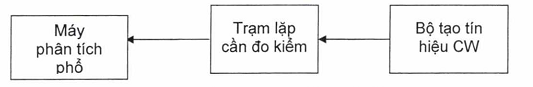 Máy
phân tích
phổ
Trạm lặp
cần đo kiểm
Bộ tạo tín
hiệu CW